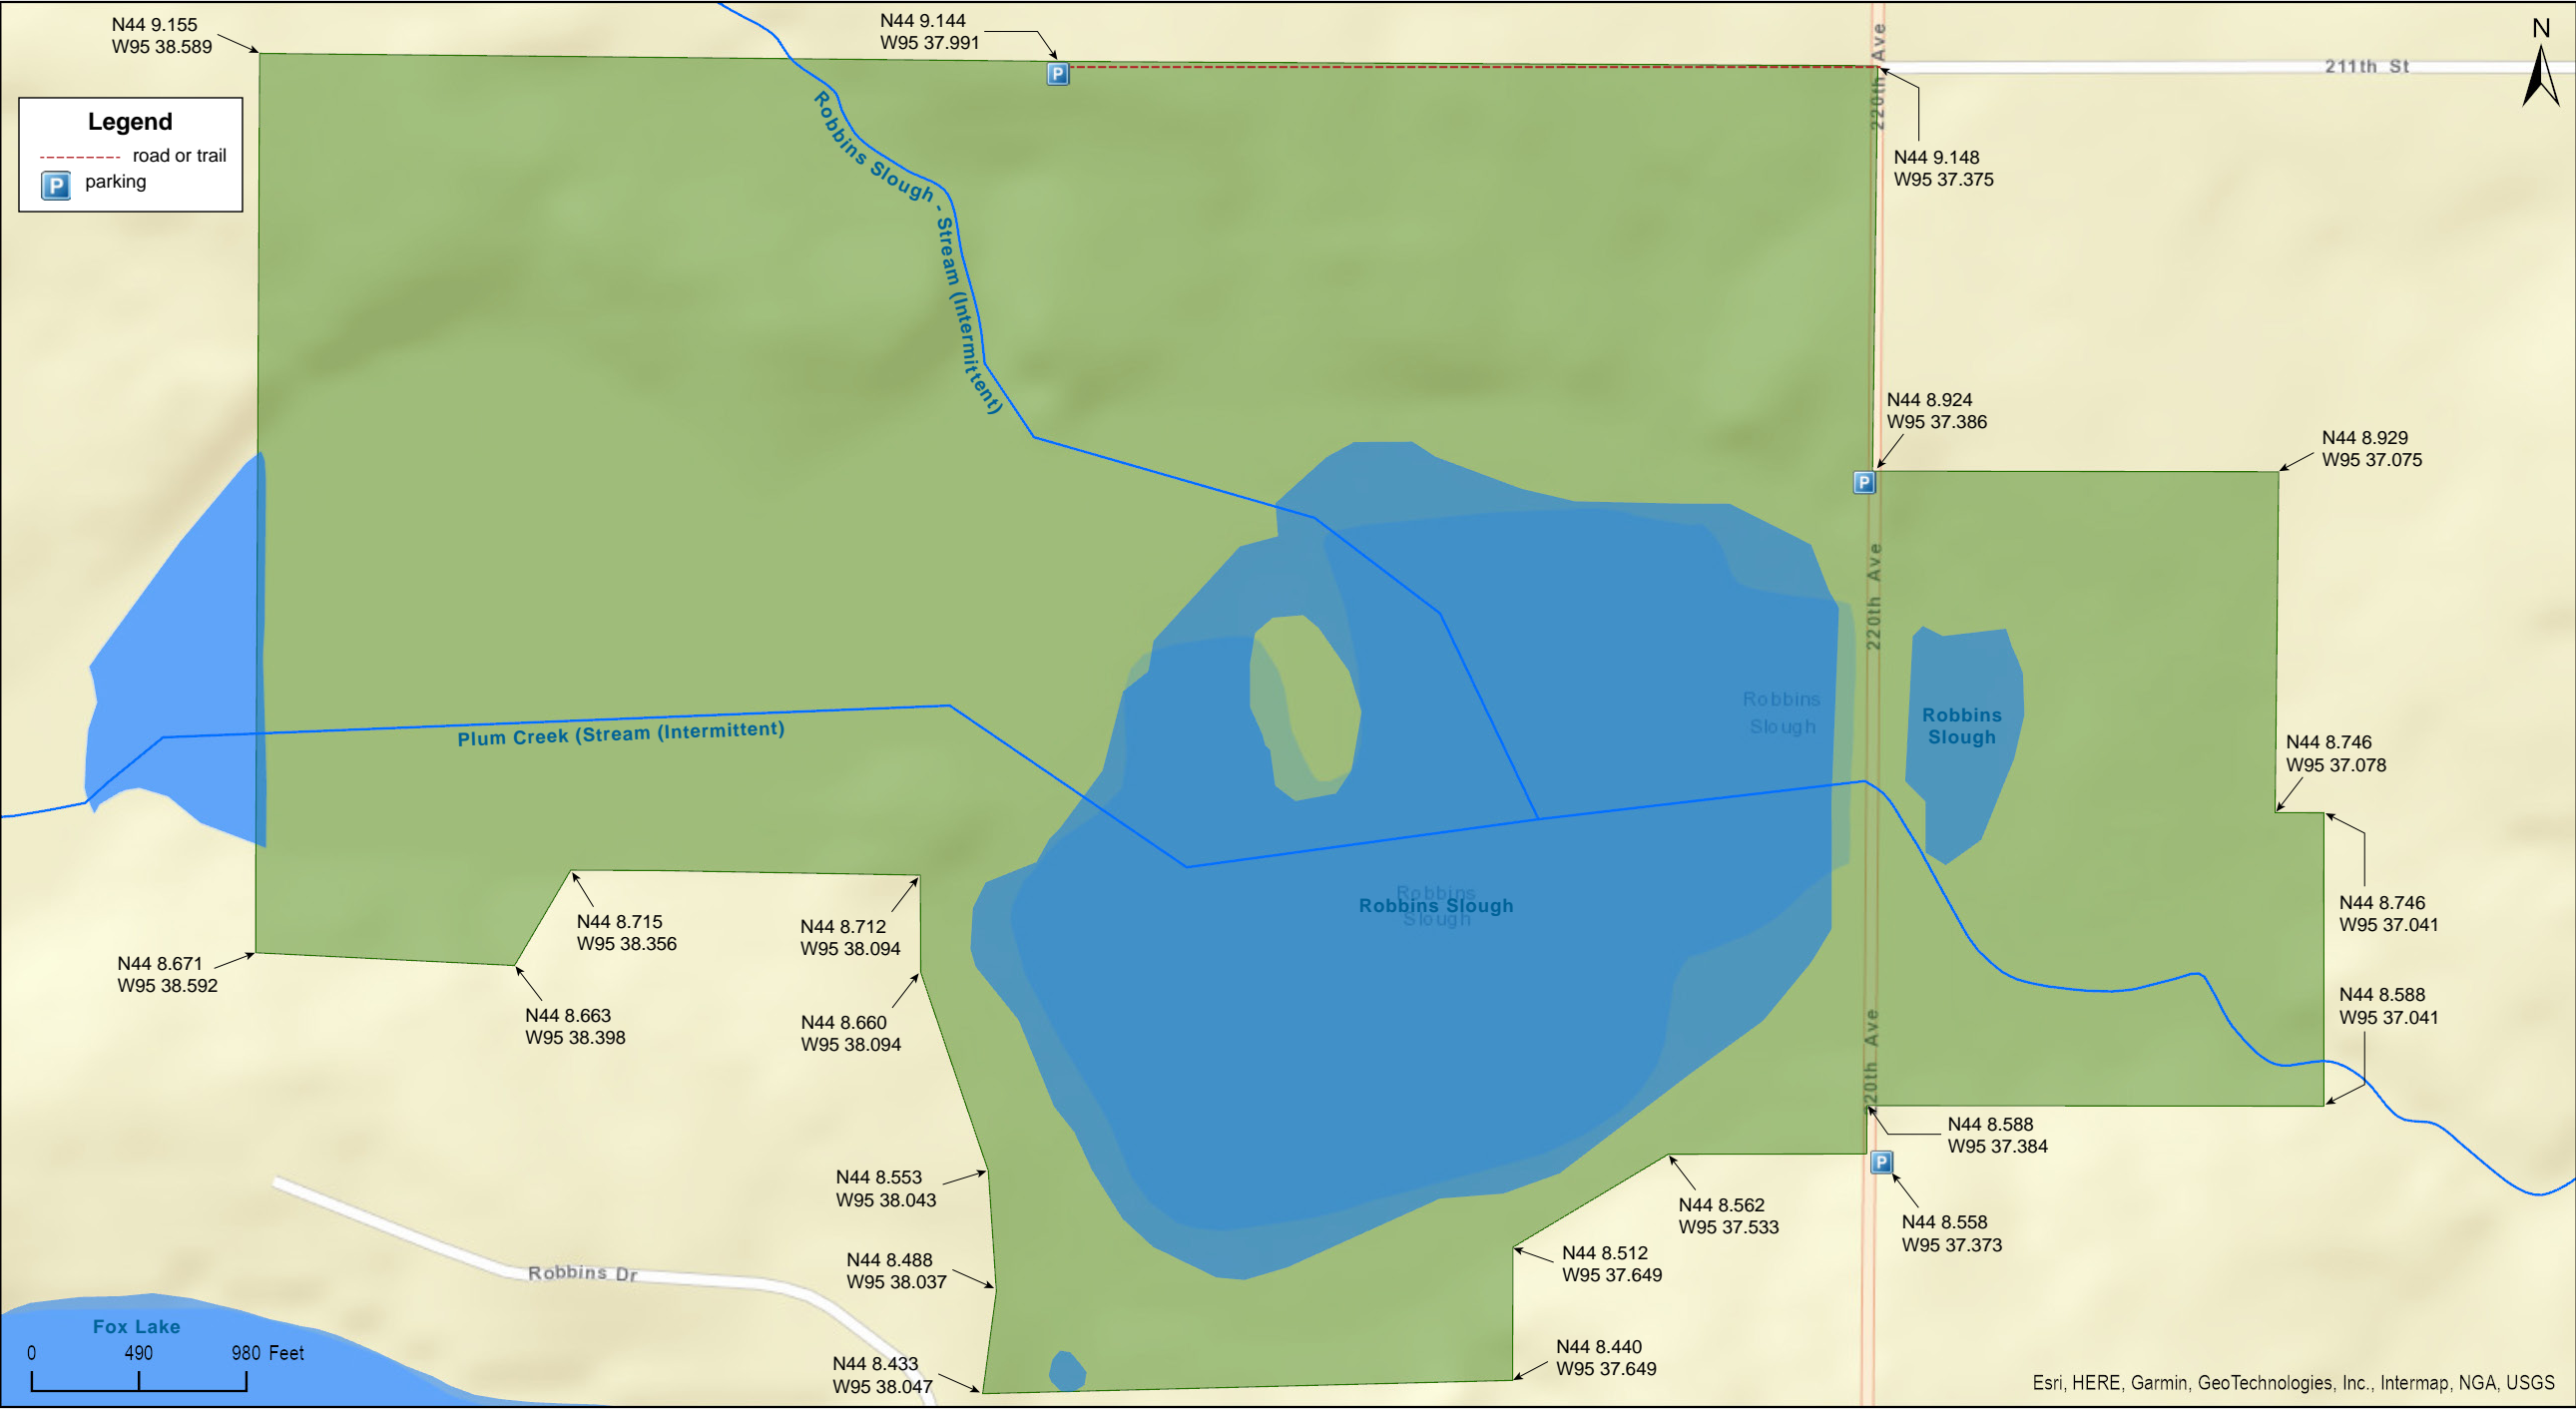 N44 9.155
W95 38.589
N44 9.144
W95 37.991
N
211th St
220th Ave
Legend
road or trail
P parking
P
Robbins Slough - Stream (Intermittent)
N44 9.148
W95 37.375
N44 8.924
W95 37.386
N44 8.929
W95 37.075
P
220th Ave
Robbins
Slough
Robbins
Slough
Plum Creek (Stream (Intermittent)
N44 8.746
W95 37.078
Robbins
Slough
Robbins Slough
N44 8.715
W95 38.356
N44 8.712
W95 38.094
N44 8.746
W95 37.041
N44 8.671
W95 38.592
N44 8.663
W95 38.398
N44 8.660
W95 38.094
N44 8.588
W95 37.041
220th Ave
N44 8.588
W95 37.384
P
N44 8.553
W95 38.043
N44 8.562
W95 37.533
N44 8.558
W95 37.373
N44 8.488
W95 38.037
N44 8.512
W95 37.649
Robbins Dr
Fox Lake
0 490 980 Feet
N44 8.433
W95 38.047
N44 8.440
W95 37.649
Esri, HERE, Garmin, GeoTechnologies, Inc., Intermap, NGA, USGS